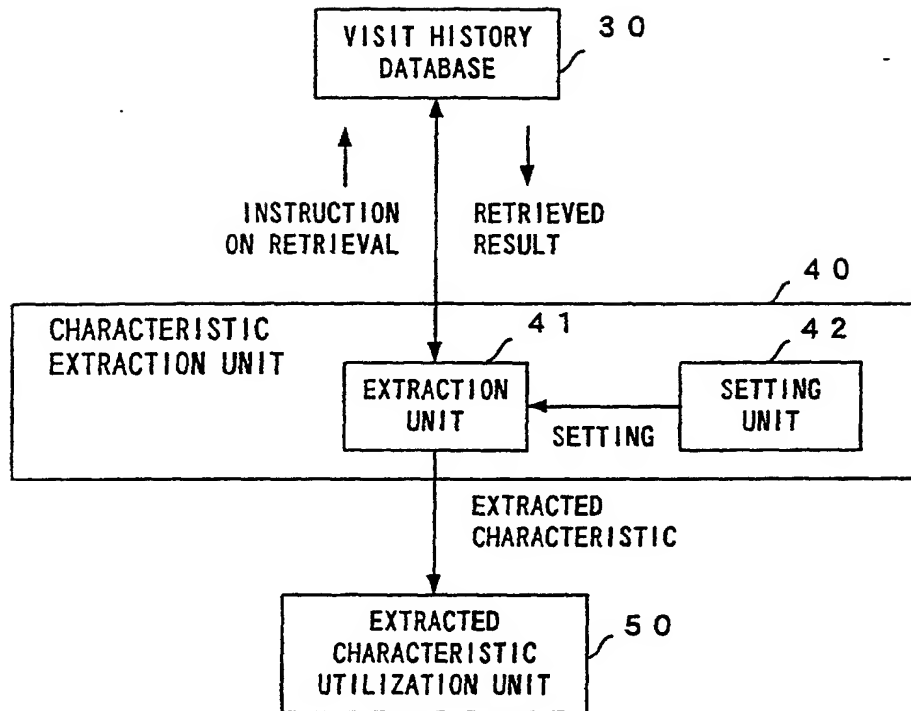 VISIT HISTORY
DATABASE
30
INSTRUCTION
ON RETRIEVAL
RETRIEVED
RESULT
40
CHARACTERISTIC
EXTRACTION UNIT
41
EXTRACTION
UNIT
SETTING
42
SETTING
UNIT
EXTRACTED
CHARACTERISTIC
50
EXTRACTED
CHARACTERISTIC
UTILIZATION UNIT